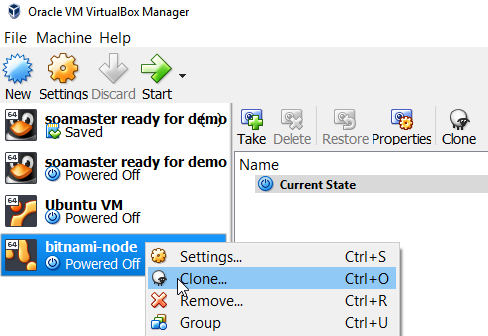 Oracle VM VirtualBox Manager
File Machine Help
New Settings Discard Start
64 soamaster ready for demo (...)
Saved
64 soamaster ready for demo
Powered Off
64 Ubuntu VM
Powered Off
64 bitnami-node
Powered Off
Take Delete Restore Properties Clone
Name
Current State
Settings... Ctrl+S
Clone... Ctrl+O
Remove... Ctrl+R
Group Ctrl+U